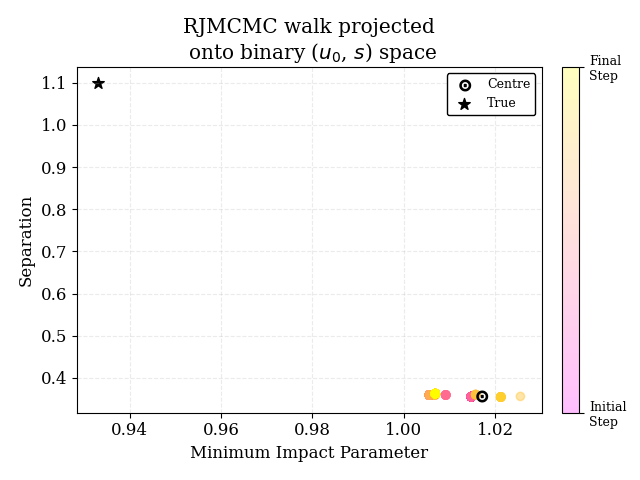 RJMCMC walk projected
onto binary (u₀, s) space
Final
Step
Centre
True
1.1
1.0
0.9
0.8
0.7
0.6
0.5
0.4
Separation
Initial
Step
0.94
0.96
0.98
1.00
1.02
Minimum Impact Parameter